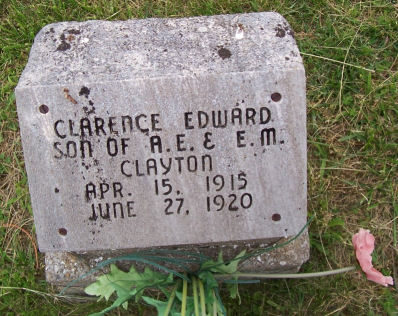 CLARENCE EDWARD
SON OF A.E. & E.M.
CLAYTON
APR. 15, 1915
JUNE 27, 1920